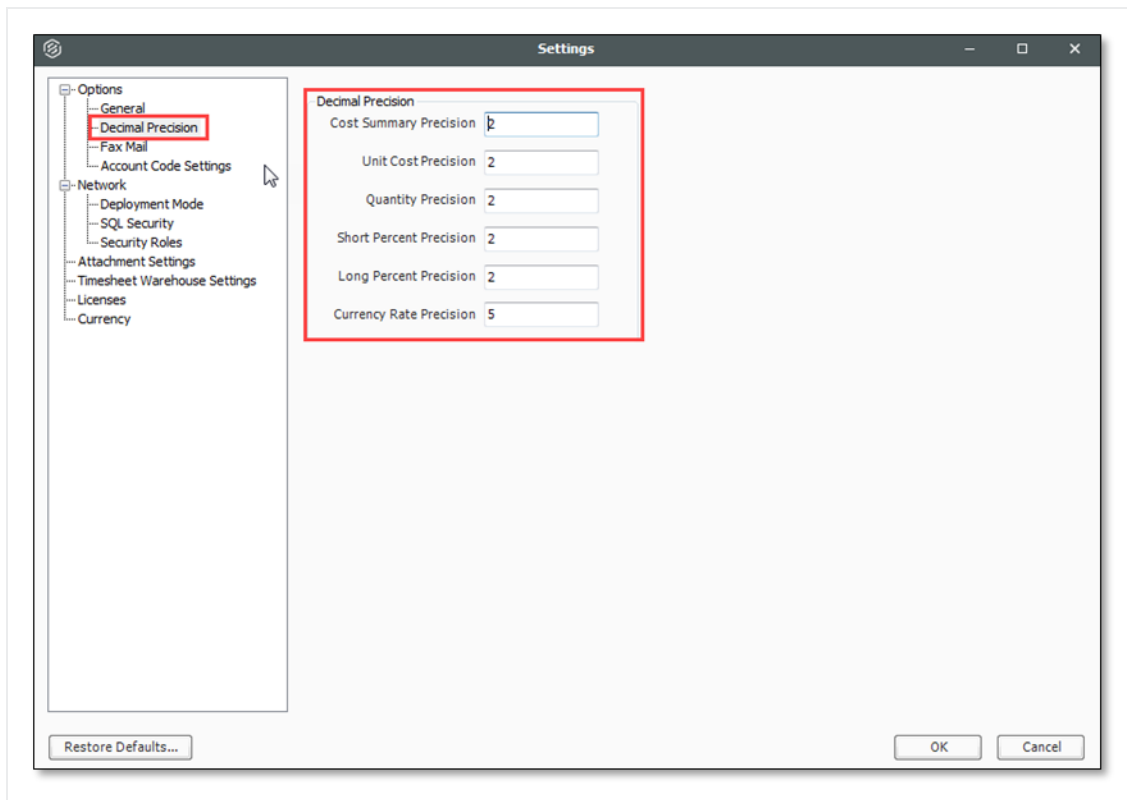 Settings
Options
General
Decimal Precision
Fax Mail
Account Code Settings
Network
Deployment Mode
SQL Security
Security Roles
Attachment Settings
Timesheet Warehouse Settings
Licenses
Currency
Decimal Precision
Cost Summary Precision 2
Unit Cost Precision 2
Quantity Precision 2
Short Percent Precision 2
Long Percent Precision 2
Currency Rate Precision 5
Restore Defaults... OK Cancel